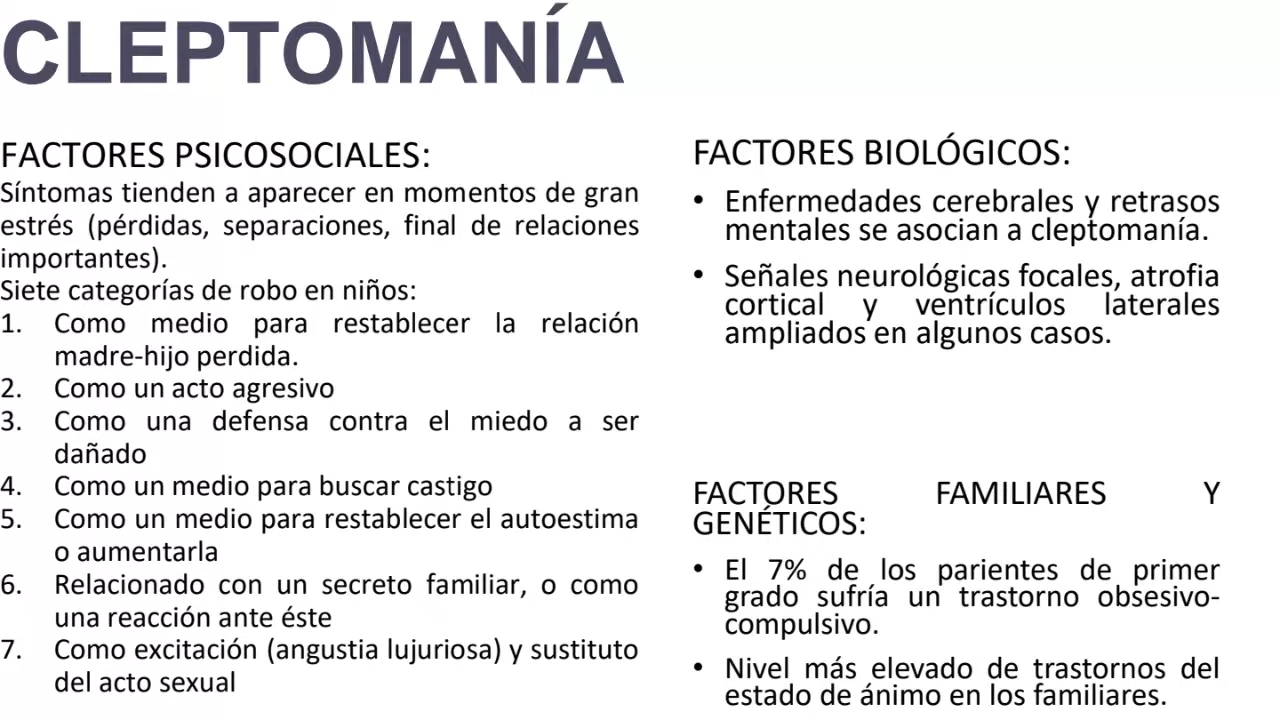 CLEPTOMANÍA
FACTORES PSICOSOCIALES:
Síntomas tienden a aparecer en momentos de gran
estrés (pérdidas, separaciones, final de relaciones
importantes).
Siete categorías de robo en niños:
1. Como medio para restablecer la relación
madre-hijo perdida.
2. Como un acto agresivo
3. Como una defensa contra el miedo a ser
dañado
4. Como un medio para buscar castigo
5. Como un medio para restablecer el autoestima
o aumentarla
6. Relacionado con un secreto familiar, o como
una reacción ante éste
7. Como excitación (angustia lujuriosa) y sustituto
del acto sexual
FACTORES BIOLÓGICOS:
• Enfermedades cerebrales y retrasos
mentales se asocian a cleptomanía.
• Señales neurológicas focales, atrofia
cortical y ventrículos laterales
ampliados en algunos casos.
FACTORES FAMILIARES Y
GENÉTICOS:
• El 7% de los parientes de primer
grado sufría un trastorno obsesivo-
compulsivo.
• Nivel más elevado de trastornos del
estado de ánimo en los familiares.